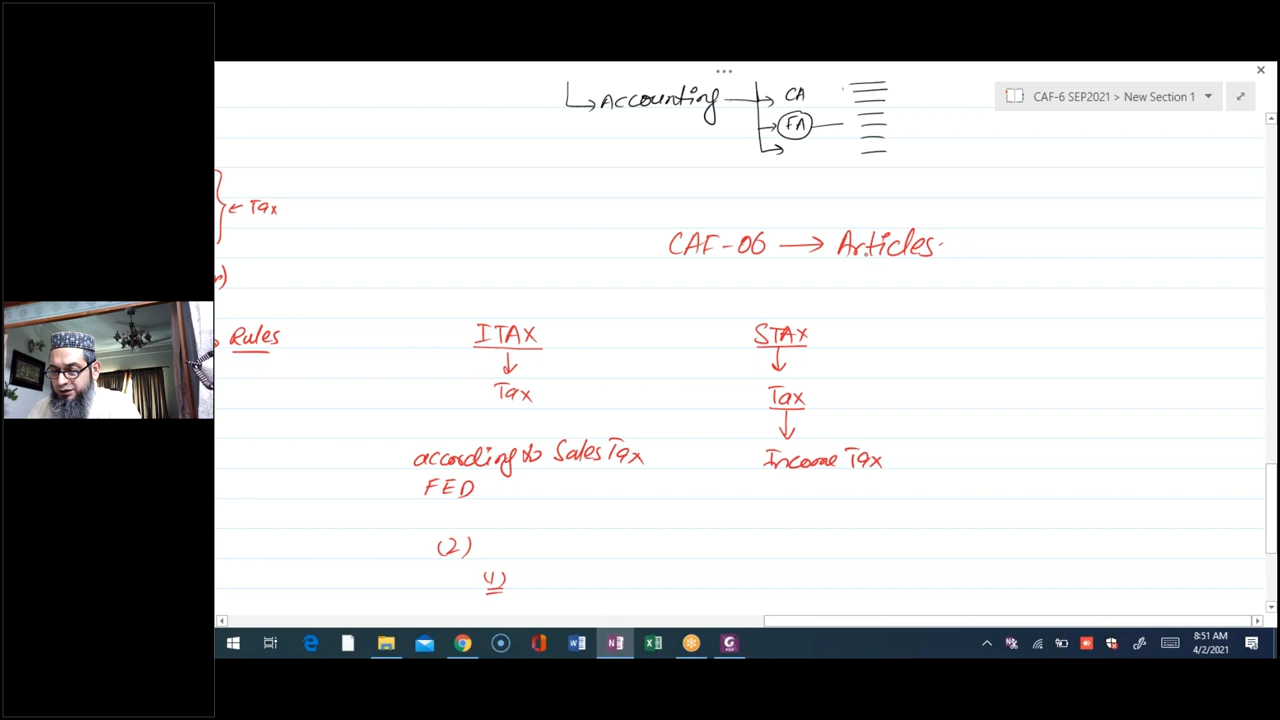 CAF-6 SEP2021 > New Section 1
Accounting
CA
FA
Tax
CAF-06 → Articles
Rules
ITAX
STAX
Tax
Tax
according to Sales Tax
Income Tax
FED
(2)
(1)
8:51 AM
4/2/2021